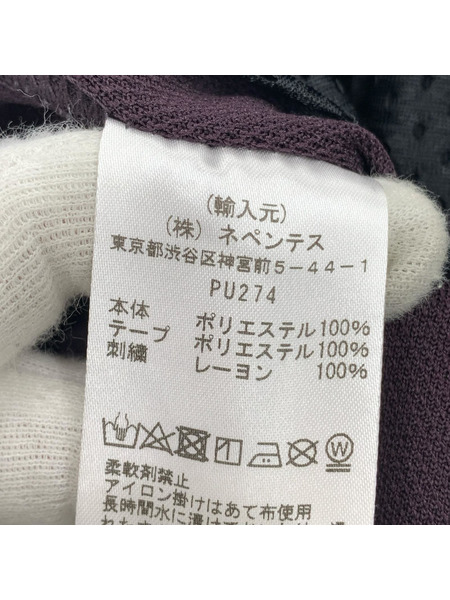 (輸入元)
(株) ネペンテス
東京都渋谷区神宮前5-44-1
PU274
本体 ポリエステル100%
テープ ポリエステル100%
刺繍 レーヨン 100%
柔軟剤禁止
アイロン掛けはあて布使用
長時間水に漬け